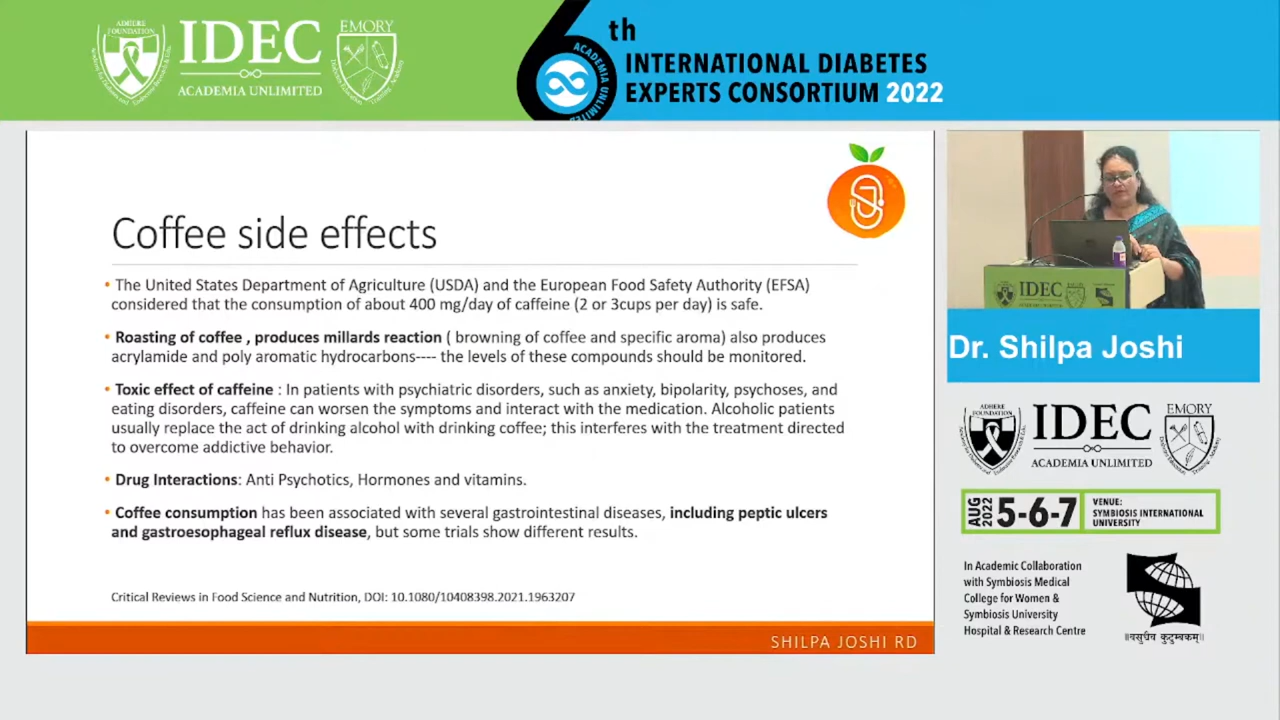 IDEC
ACADEMIA UNLIMITED
ADHERE
FOUNDATION
EMORY
6th
ACADEMIA UNLIMITED
INTERNATIONAL DIABETES
EXPERTS CONSORTIUM 2022
Coffee side effects
• The United States Department of Agriculture (USDA) and the European Food Safety Authority (EFSA)
considered that the consumption of about 400 mg/day of caffeine (2 or 3cups per day) is safe.
• Roasting of coffee , produces millards reaction ( browning of coffee and specific aroma) also produces
acrylamide and poly aromatic hydrocarbons---- the levels of these compounds should be monitored.
• Toxic effect of caffeine : In patients with psychiatric disorders, such as anxiety, bipolarity, psychoses, and
eating disorders, caffeine can worsen the symptoms and interact with the medication. Alcoholic patients
usually replace the act of drinking alcohol with drinking coffee; this interferes with the treatment directed
to overcome addictive behavior.
• Drug Interactions: Anti Psychotics, Hormones and vitamins.
• Coffee consumption has been associated with several gastrointestinal diseases, including peptic ulcers
and gastroesophageal reflux disease, but some trials show different results.
Critical Reviews in Food Science and Nutrition, DOI: 10.1080/10408398.2021.1963207
SHILPA JOSHI RD
IDEC
Dr. Shilpa Joshi
ADHERE
FOUNDATION
IDEC
ACADEMIA UNLIMITED
EMORY
AUG
2022
5-6-7
VENUE:
SYMBIOSIS INTERNATIONAL
UNIVERSITY
In Academic Collaboration
with Symbiosis Medical
College for Women &
Symbiosis University
Hospital & Research Centre
॥वसुधैव कुटुम्बकम्॥